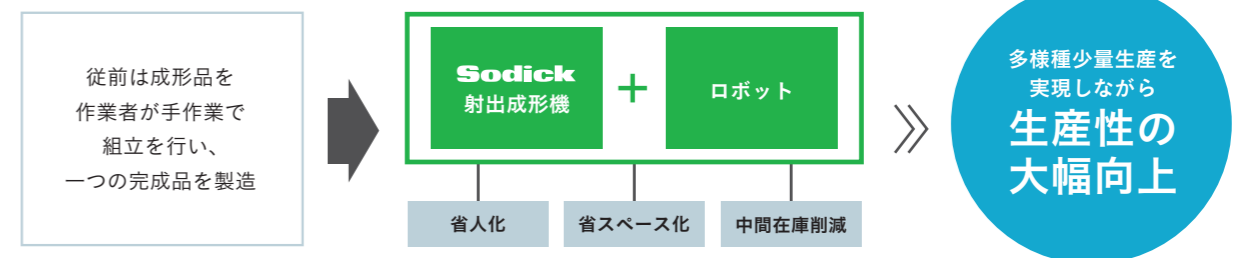 従前は成形品を
作業者が手作業で
組立を行い、
一つの完成品を製造
Sodick
射出成形機
+
ロボット
省人化
省スペース化
中間在庫削減
多様種少量生産を
実現しながら
生産性の
大幅向上